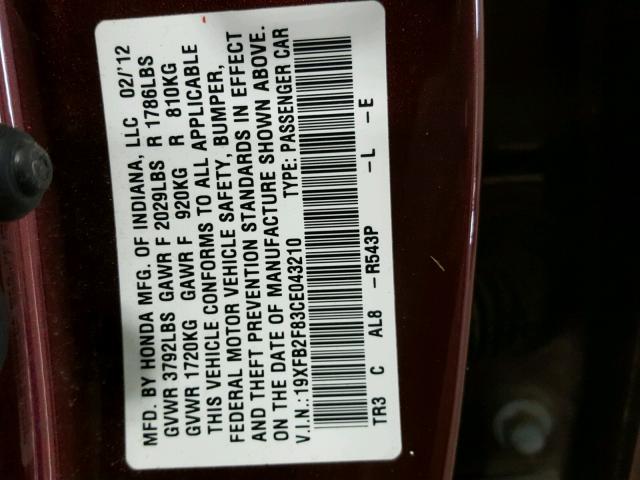 MFD. BY HONDA MFG. OF INDIANA, LLC 02/'12
GVWR 3792LBS GAWR F 2029LBS R 1786LBS
GVWR 1720KG GAWR F 920KG R 810KG
THIS VEHICLE CONFORMS TO ALL APPLICABLE
FEDERAL MOTOR VEHICLE SAFETY, BUMPER,
AND THEFT PREVENTION STANDARDS IN EFFECT
ON THE DATE OF MANUFACTURE SHOWN ABOVE.
V.I.N.:19XFB2F83CE043210 TYPE: PASSENGER CAR
TR3 C AL8 -R543P -L -E